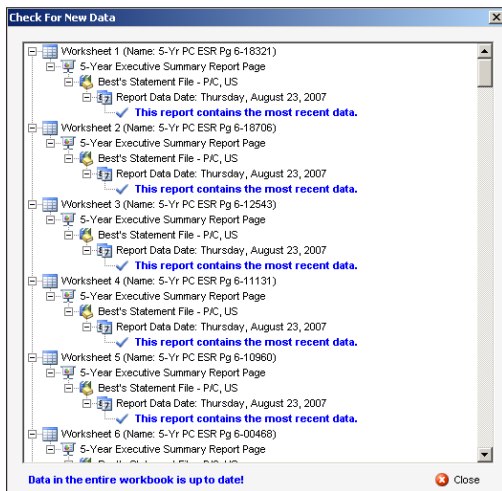 Check For New Data
Worksheet 1 (Name: 5-Yr PC ESR Pg 6-18321)
5-Year Executive Summary Report Page
Best's Statement File - P/C, US
Report Data Date: Thursday, August 23, 2007
This report contains the most recent data.
Worksheet 2 (Name: 5-Yr PC ESR Pg 6-18706)
5-Year Executive Summary Report Page
Best's Statement File - P/C, US
Report Data Date: Thursday, August 23, 2007
This report contains the most recent data.
Worksheet 3 (Name: 5-Yr PC ESR Pg 6-12543)
5-Year Executive Summary Report Page
Best's Statement File - P/C, US
Report Data Date: Thursday, August 23, 2007
This report contains the most recent data.
Worksheet 4 (Name: 5-Yr PC ESR Pg 6-11131)
5-Year Executive Summary Report Page
Best's Statement File - P/C, US
Report Data Date: Thursday, August 23, 2007
This report contains the most recent data.
Worksheet 5 (Name: 5-Yr PC ESR Pg 6-10960)
5-Year Executive Summary Report Page
Best's Statement File - P/C, US
Report Data Date: Thursday, August 23, 2007
This report contains the most recent data.
Worksheet 6 (Name: 5-Yr PC ESR Pg 6-00468)
5-Year Executive Summary Report Page
Best's Statement File - P/C, US
Data in the entire workbook is up to date!
Close